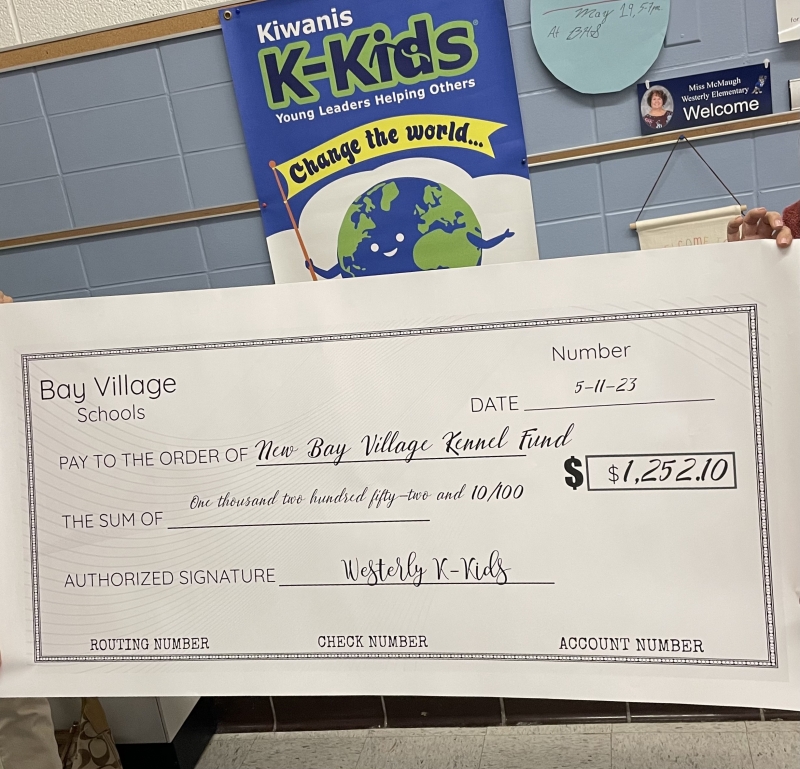 Kiwanis
K-Kids
Young Leaders Helping Others
Change the world...
May 19, 5
At BHS
Miss McMaugh
Westerly Elementary
Welcome
Number
Bay Village
Schools
DATE 5-11-23
PAY TO THE ORDER OF New Bay Village Kennel Fund
$ $1,252.10
THE SUM OF One thousand two hundred fifty-two and 10/100
AUTHORIZED SIGNATURE Westerly K-Kids
ROUTING NUMBER CHECK NUMBER ACCOUNT NUMBER